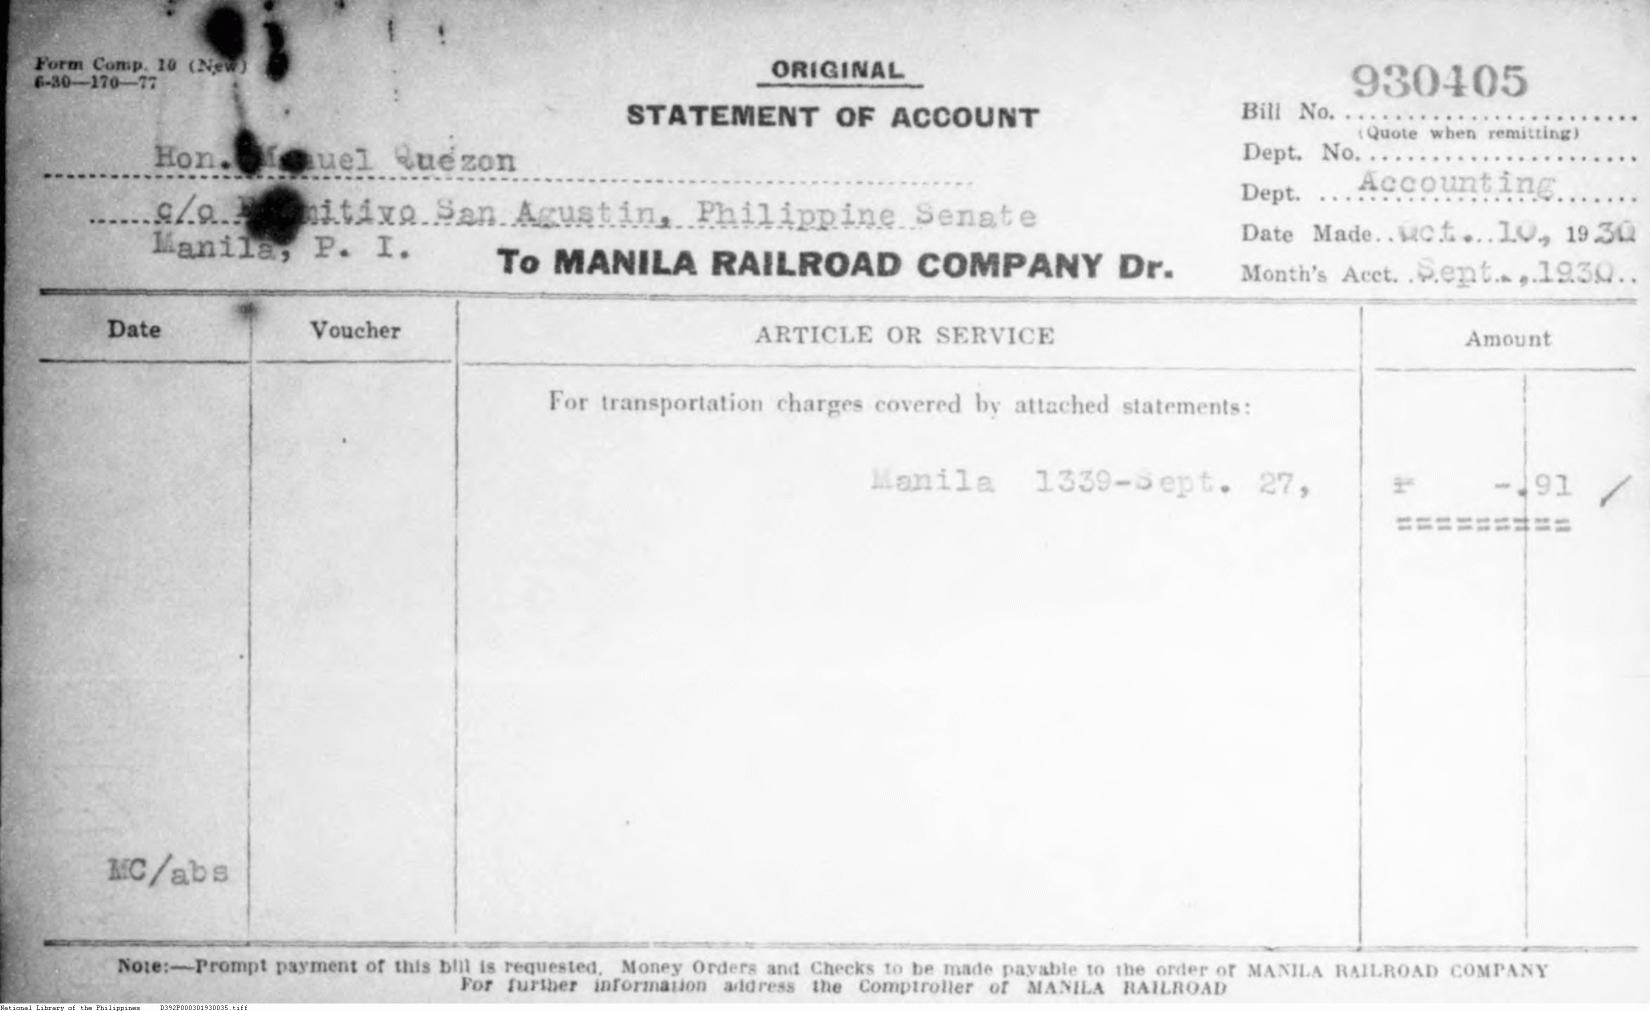 Form Comp. 10 (New)
6-30—170—77
ORIGINAL
STATEMENT OF ACCOUNT
930405
Bill No.
(Quote when remitting)
Dept. No.
Dept. Accounting
Date Made Oct. 10, 1930
Month's Acct. Sept., 1930
Hon. Manuel Quezon
c/o San Agustin, Philippine Senate
Manila, P. I.
To MANILA RAILROAD COMPANY Dr.
Date Voucher ARTICLE OR SERVICE Amount
For transportation charges covered by attached statements:
Manila 1339-Sept. 27, ₱ -.91
=========
MC/abs
Note:—Prompt payment of this bill is requested. Money Orders and Checks to be made payable to the order of MANILA RAILROAD COMPANY
For further information address the Comptroller of MANILA RAILROAD
National Library of the Philippines D392P000301930035.tiff